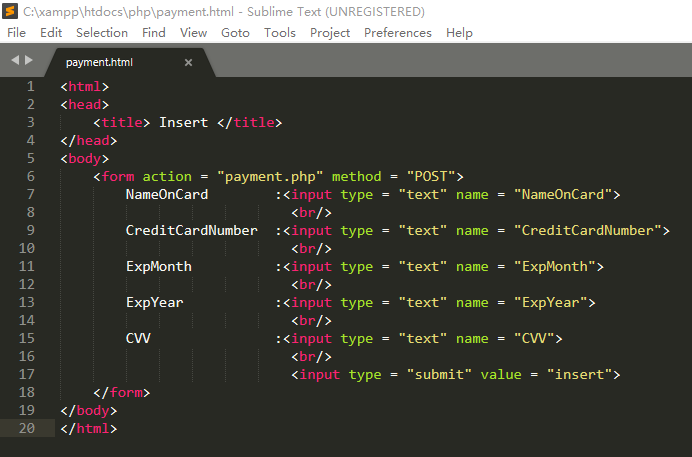 C:\xampp\htdocs\php\payment.html - Sublime Text (UNREGISTERED)
File Edit Selection Find View Goto Tools Project Preferences Help
payment.html ×
1 <html>
2 <head>
3 <title> Insert </title>
4 </head>
5 <body>
6 <form action = "payment.php" method = "POST">
7 NameOnCard :<input type = "text" name = "NameOnCard">
8 <br/>
9 CreditCardNumber :<input type = "text" name = "CreditCardNumber">
10 <br/>
11 ExpMonth :<input type = "text" name = "ExpMonth">
12 <br/>
13 ExpYear :<input type = "text" name = "ExpYear">
14 <br/>
15 CVV :<input type = "text" name = "CVV">
16 <br/>
17 <input type = "submit" value = "insert">
18 </form>
19 </body>
20 </html>